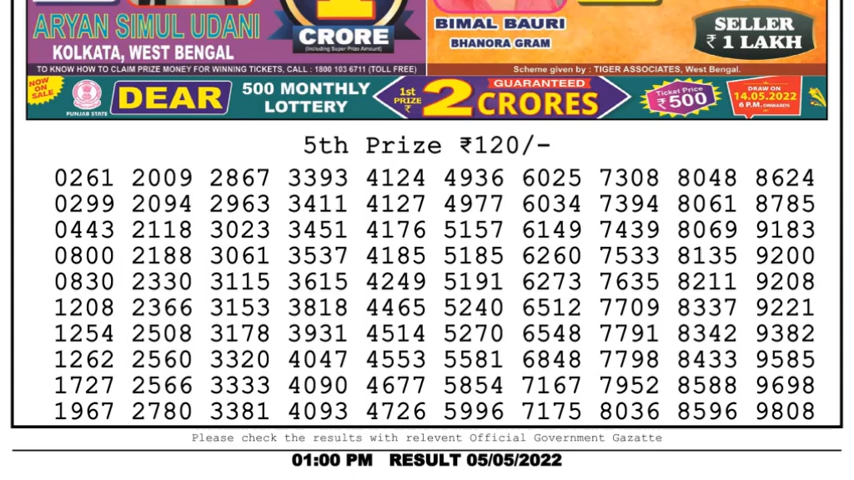 ARYAN SIMUL UDANI
KOLKATA, WEST BENGAL
1
CRORE
(Including Super Prize Amount)
BIMAL BAURI
BHANORA GRAM
SELLER
₹ 1 LAKH
TO KNOW HOW TO CLAIM PRIZE MONEY FOR WINNING TICKETS, CALL : 1800 103 6711 (TOLL FREE)
Scheme given by : TIGER ASSOCIATES, West Bengal.
NOW ON SALE
PUNJAB STATE
DEAR
500 MONTHLY
LOTTERY
1st
PRIZE
₹
2
GUARANTEED
CRORES
Ticket Price
₹500
DRAW ON
14.05.2022
6 P.M. ONWARDS
5th Prize ₹120/-
0261 2009 2867 3393 4124 4936 6025 7308 8048 8624
0299 2094 2963 3411 4127 4977 6034 7394 8061 8785
0443 2118 3023 3451 4176 5157 6149 7439 8069 9183
0800 2188 3061 3537 4185 5185 6260 7533 8135 9200
0830 2330 3115 3615 4249 5191 6273 7635 8211 9208
1208 2366 3153 3818 4465 5240 6512 7709 8337 9221
1254 2508 3178 3931 4514 5270 6548 7791 8342 9382
1262 2560 3320 4047 4553 5581 6848 7798 8433 9585
1727 2566 3333 4090 4677 5854 7167 7952 8588 9698
1967 2780 3381 4093 4726 5996 7175 8036 8596 9808
Please check the results with relevent Official Government Gazatte
01:00 PM RESULT 05/05/2022